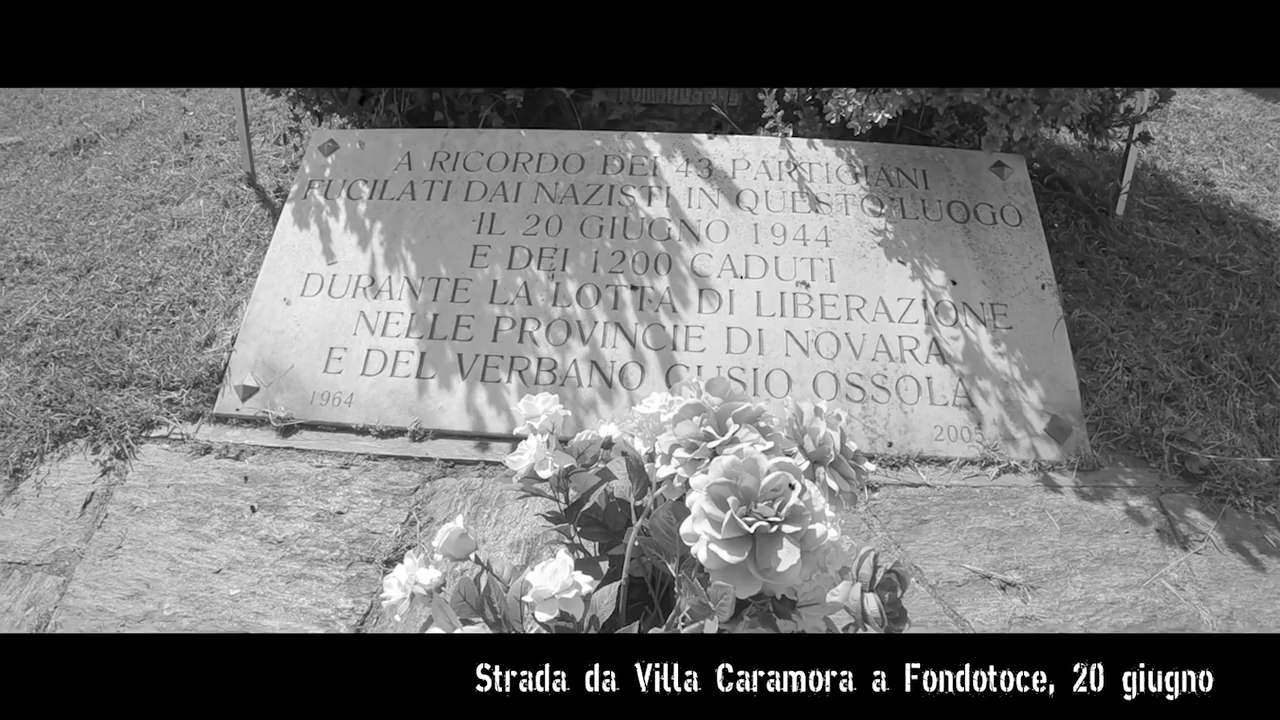 A RICORDO DEI 43 PARTIGIANI
FUCILATI DAI NAZISTI IN QUESTO LUOGO
IL 20 GIUGNO 1944
E DEI 1200 CADUTI
DURANTE LA LOTTA DI LIBERAZIONE
NELLE PROVINCIE DI NOVARA
E DEL VERBANO CUSIO OSSOLA
1964
2005
Strada da Villa Caramora a Fondotoce, 20 giugno